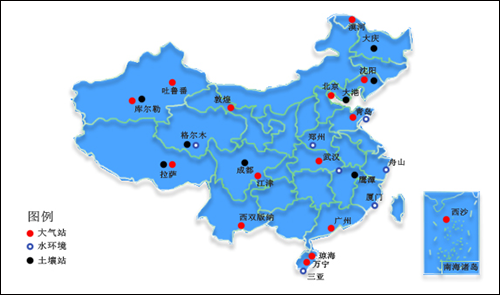 漠河
大庆
沈阳
吐鲁番
北京
大港
敦煌
库尔勒
青岛
格尔木
郑州
武汉
舟山
成都
拉萨
江津
鹰潭
厦门
西双版纳
广州
西沙
图例
大气站
水环境
土壤站
琼海
万宁
三亚
南海诸岛